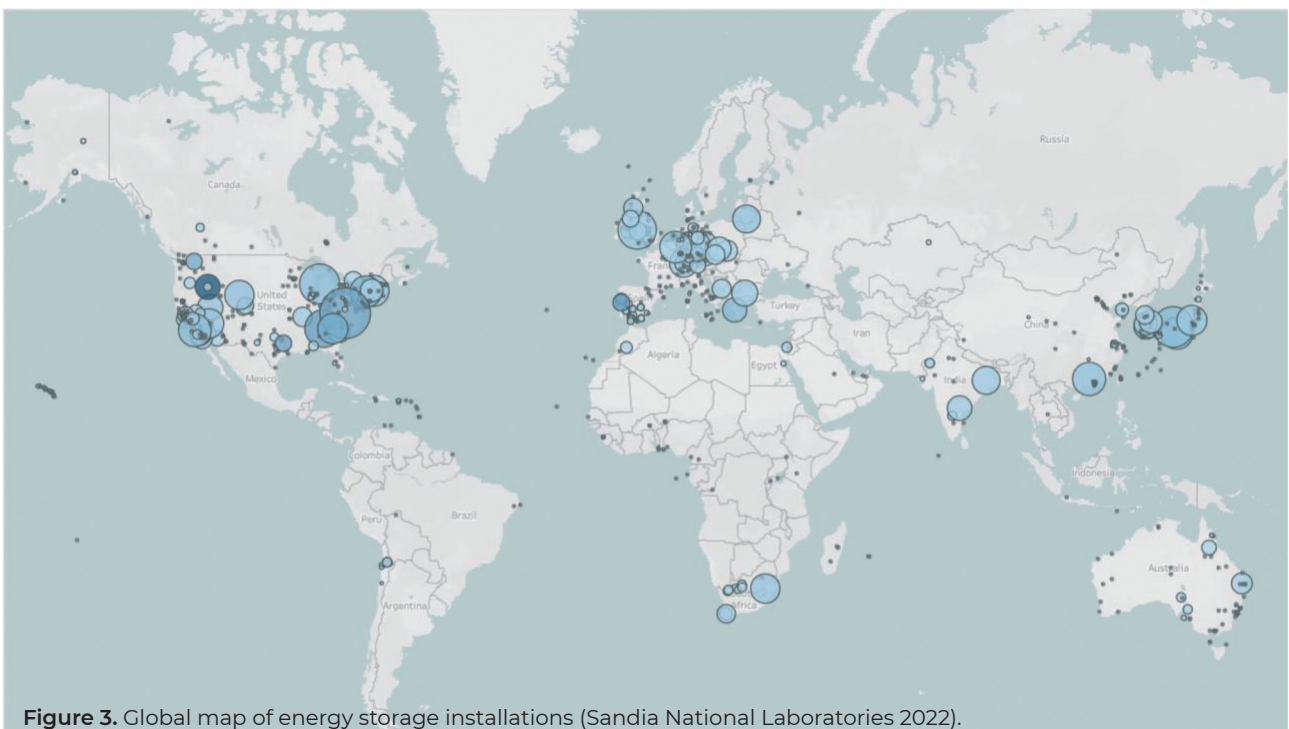 Russia
Canada
France
United
States
Turkey
China
Iran
Algeria
Egypt
India
Mexico
Colombia
Indonesia
Peru
Brazil
Australia
South
Africa
Argentina
Figure 3. Global map of energy storage installations (Sandia National Laboratories 2022).